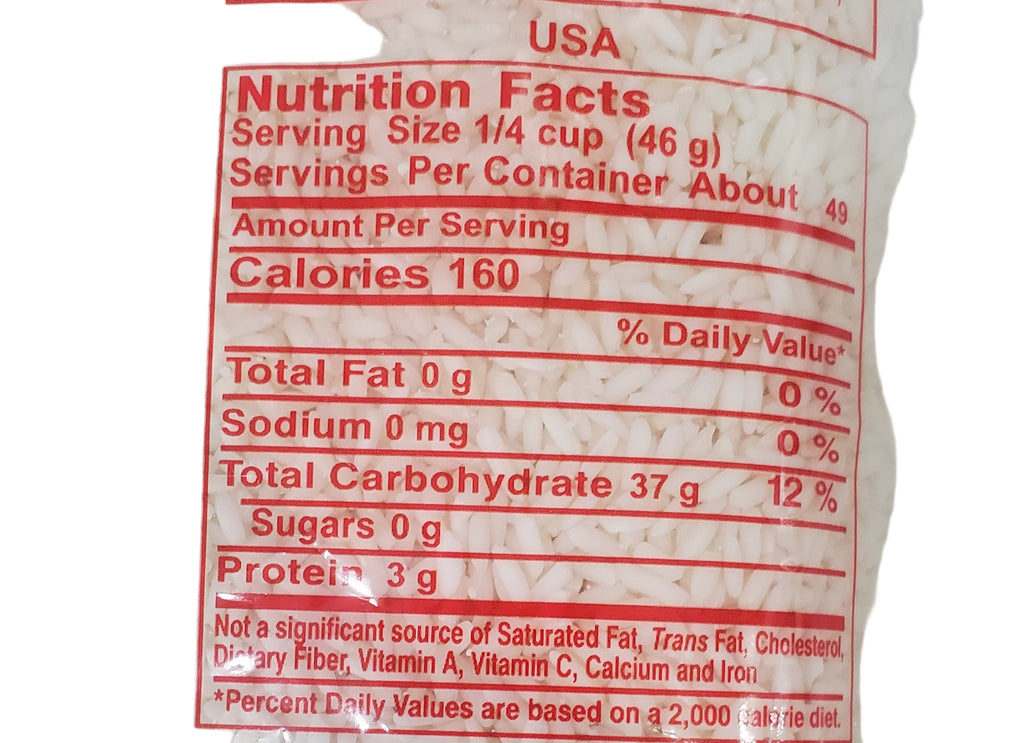 USA
Nutrition Facts
Serving Size 1/4 cup (46 g)
Servings Per Container About 49
Amount Per Serving
Calories 160
% Daily Value*
Total Fat 0 g 0 %
Sodium 0 mg 0 %
Total Carbohydrate 37 g 12 %
Sugars 0 g
Protein 3 g
Not a significant source of Saturated Fat, Trans Fat, Cholesterol,
Dietary Fiber, Vitamin A, Vitamin C, Calcium and Iron
*Percent Daily Values are based on a 2,000 calorie diet.